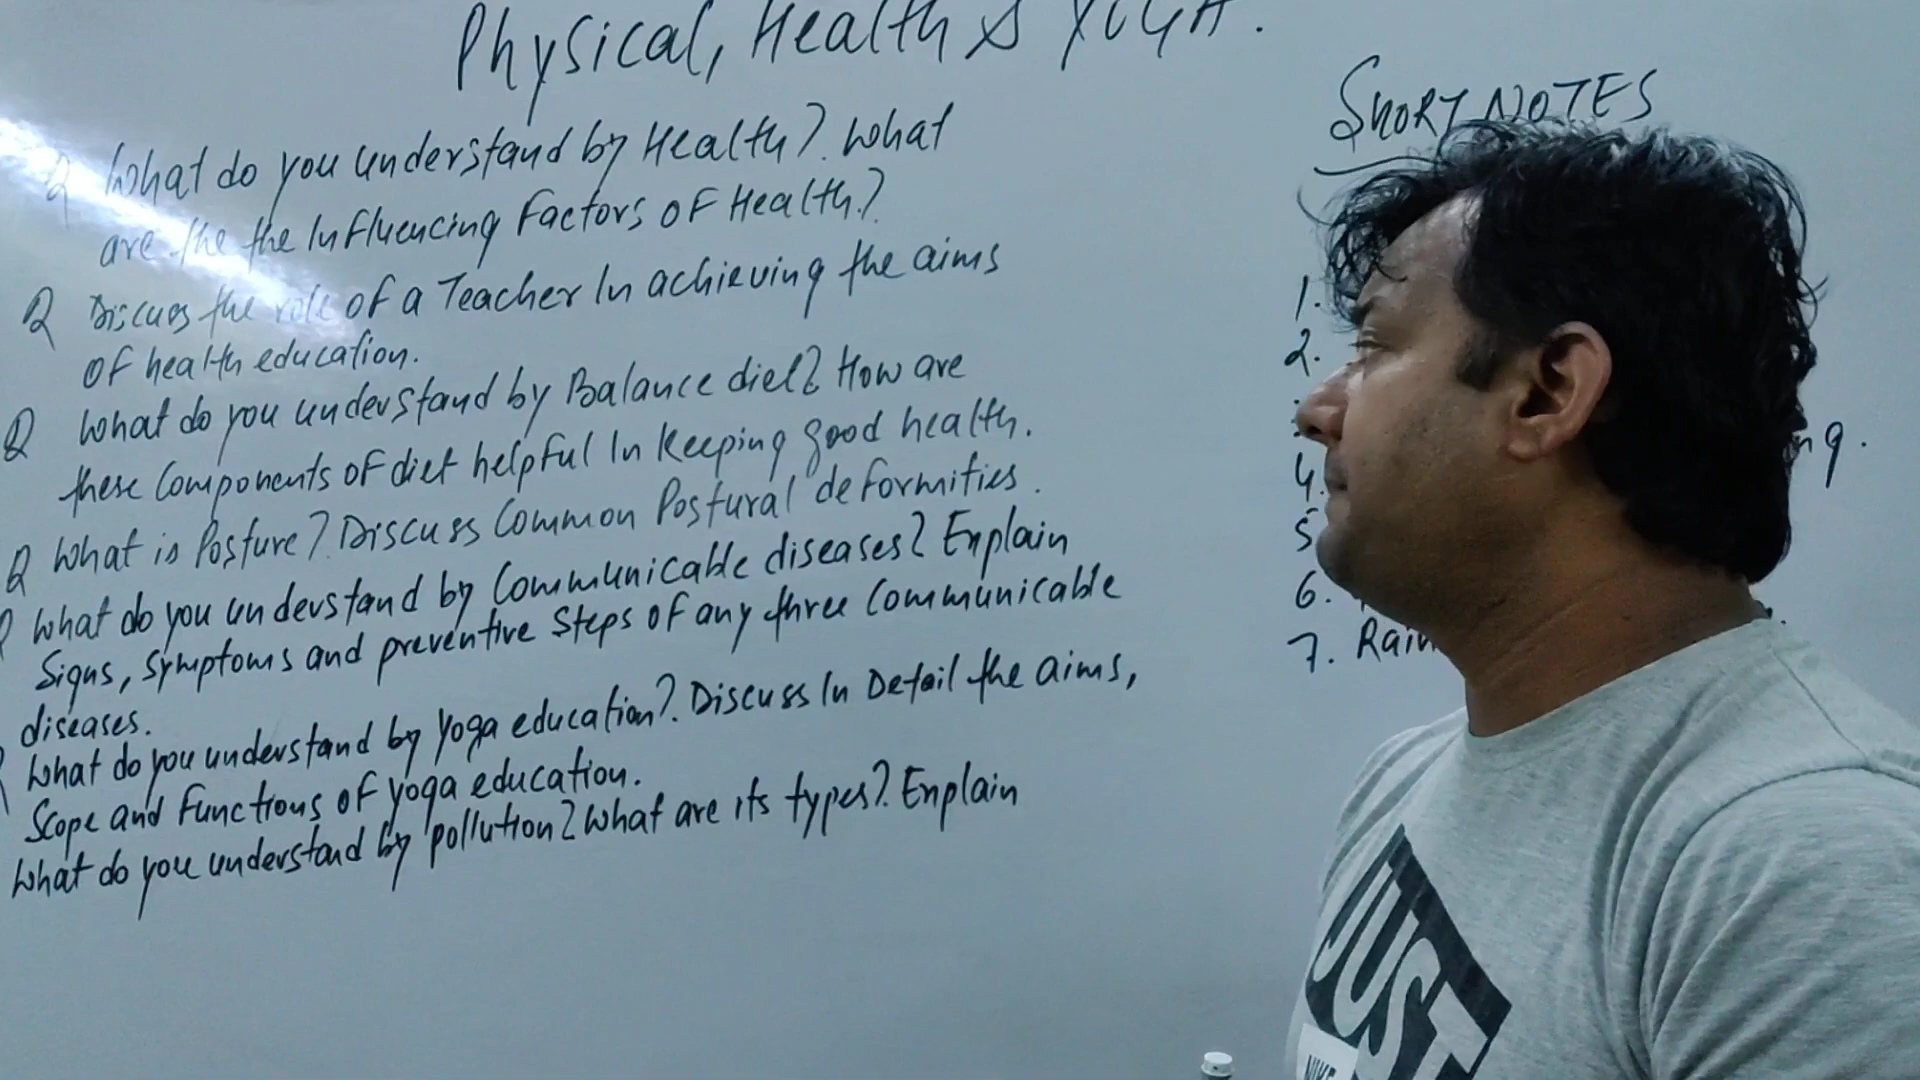 Physical, Health & YOGA.
Q What do you understand by Health? What
are the the Influencing Factors of Health?
Q Discuss the role of a Teacher In achieving the aims
of health education.
Q What do you understand by Balance diet? How are
these Components of diet helpful In keeping good health.
Q What is Posture? Discuss Common Postural deformities.
Q What do you understand by Communicable diseases? Explain
Signs, symptoms and preventive Steps of any three Communicable
diseases.
What do you understand by Yoga education? Discuss In Detail the aims,
Scope and Functions of yoga education.
What do you understand by pollution? What are its types? Explain
SHORT NOTES
1.
2.
4.
5
6.
7.
JUST
NIKE